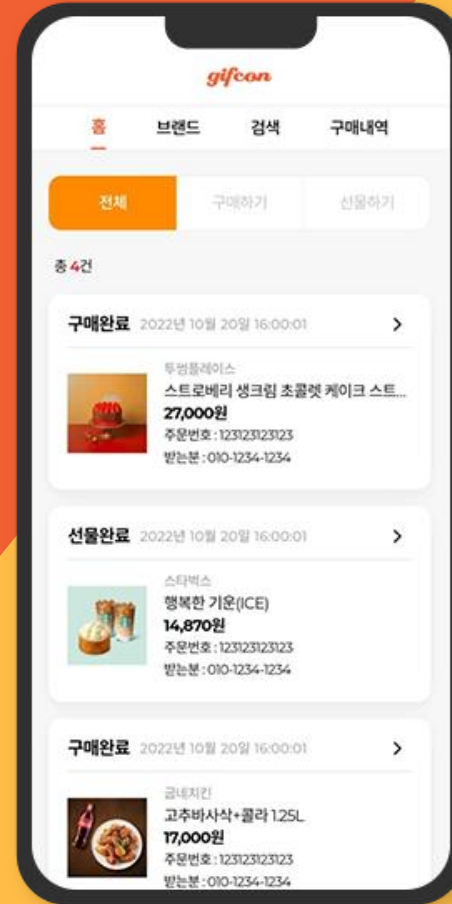 gifcon
홈 브랜드 검색 구매내역
전체 구매하기 선물하기
총 4건
구매완료 2022년 10월 20일 16:00:01
투썸플레이스
스트로베리 생크림 초콜렛 케이크 스트...
27,000원
주문번호 : 123123123123
받는분 : 010-1234-1234
선물완료 2022년 10월 20일 16:00:01
스타벅스
행복한 기운(ICE)
14,870원
주문번호 : 123123123123
받는분 : 010-1234-1234
구매완료 2022년 10월 20일 16:00:01
굽네치킨
고추바사삭+콜라 1.25L
17,000원
주문번호 : 123123123123
받는분 : 010-1234-1234